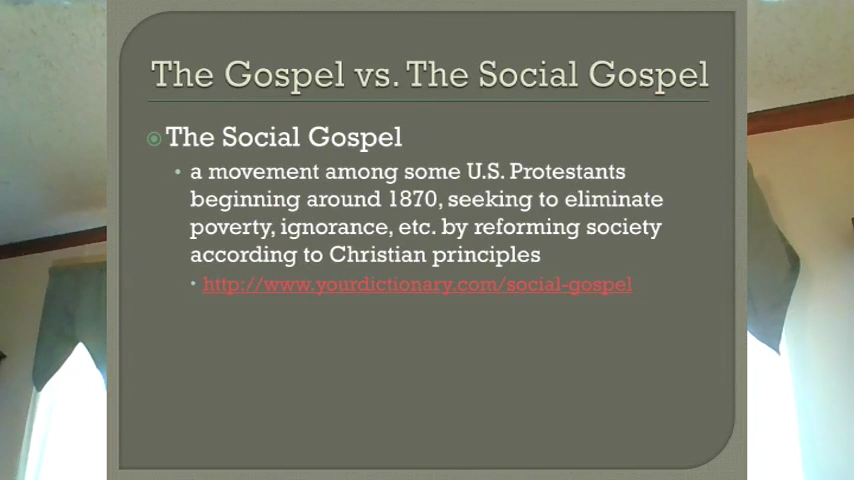 The Gospel vs. The Social Gospel
The Social Gospel
a movement among some U.S. Protestants
beginning around 1870, seeking to eliminate
poverty, ignorance, etc. by reforming society
according to Christian principles
http://www.yourdictionary.com/social-gospel